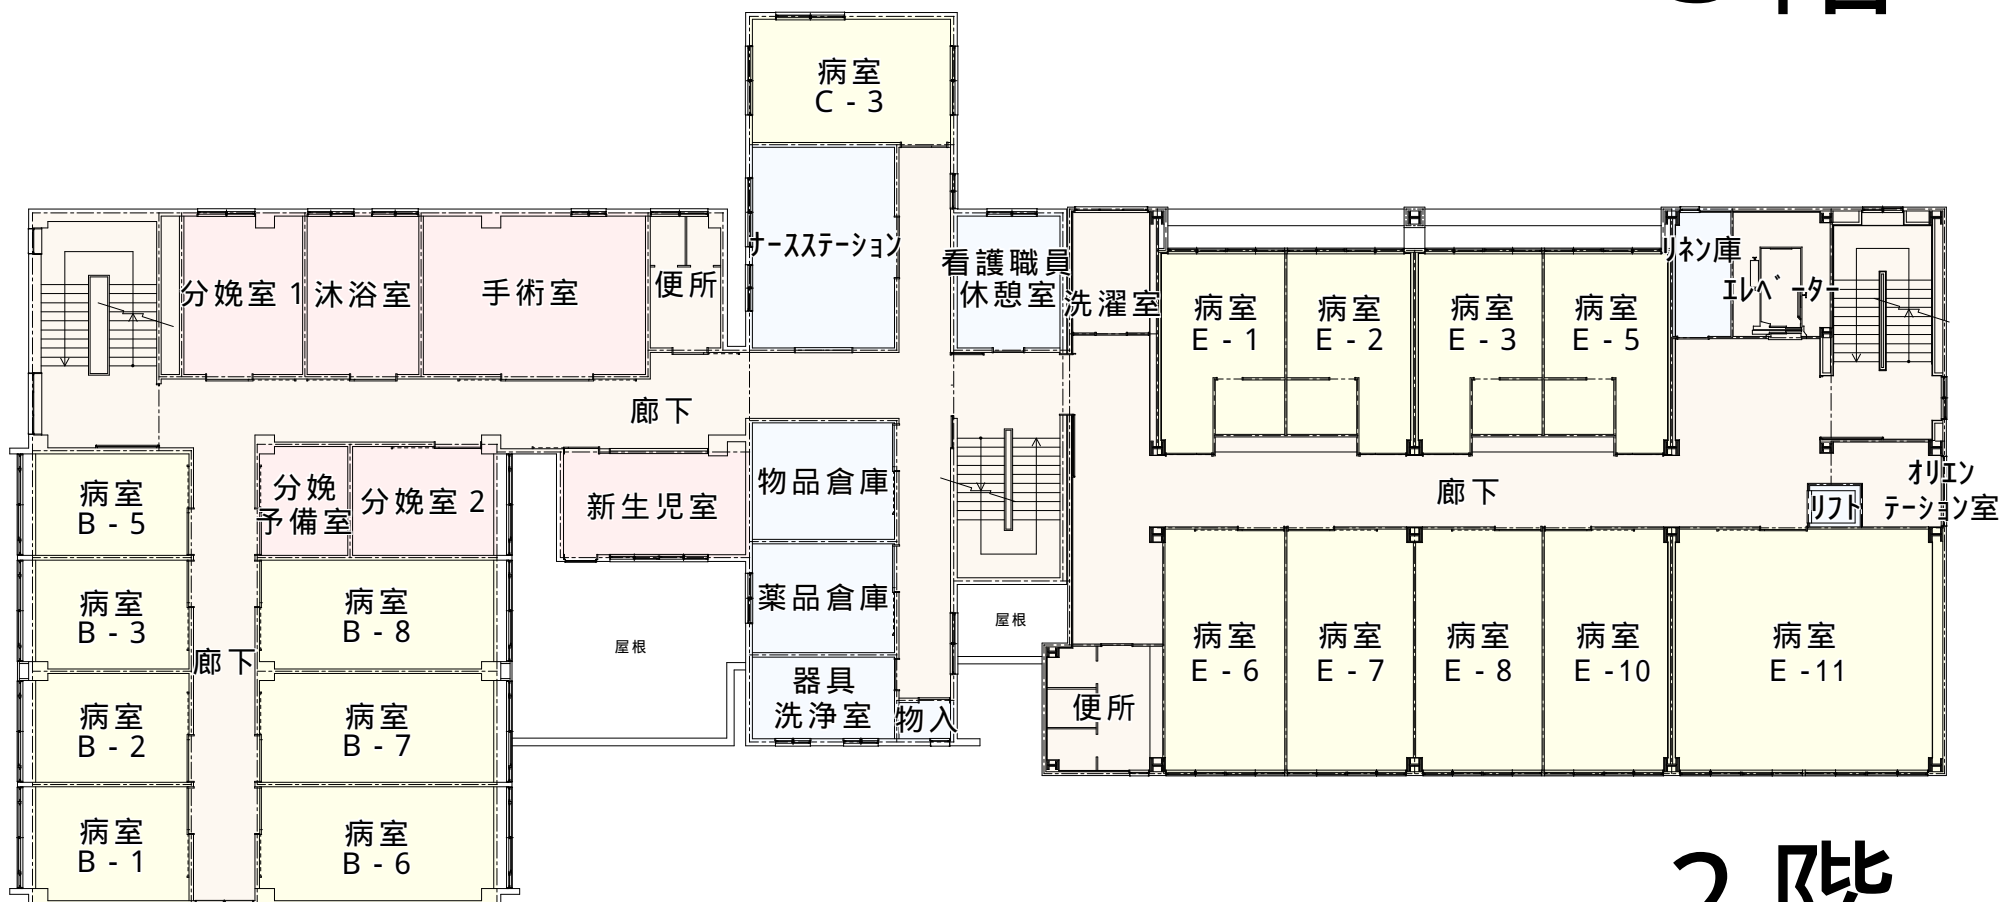 病室
C - 3
ナースステーション
看護職員
休憩室
洗濯室
分娩室 1
沐浴室
手術室
便所
病室
E - 1
病室
E - 2
病室
E - 3
病室
E - 5
リネン庫
エレベーター
廊下
分娩
予備室
分娩室 2
新生児室
物品倉庫
薬品倉庫
器具
洗浄室
物入
屋根
屋根
廊下
リフト
オリエン
テーション室
病室
B - 5
病室
B - 3
病室
B - 2
病室
B - 1
廊下
病室
B - 8
病室
B - 7
病室
B - 6
便所
病室
E - 6
病室
E - 7
病室
E - 8
病室
E -10
病室
E -11
2 階